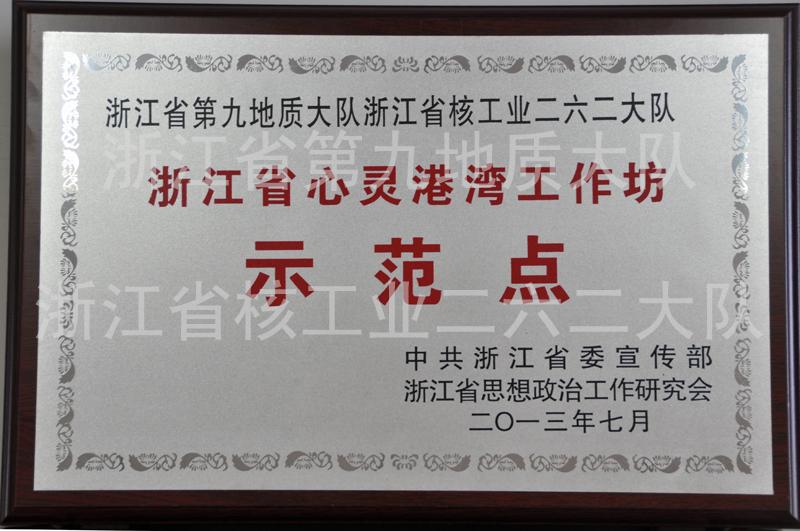 浙江省第九地质大队浙江省核工业二六二大队
浙江省第九地质大队
浙江省心灵港湾工作坊
示范点
浙江省核工业二六二大队
中共浙江省委宣传部
浙江省思想政治工作研究会
二〇一三年七月